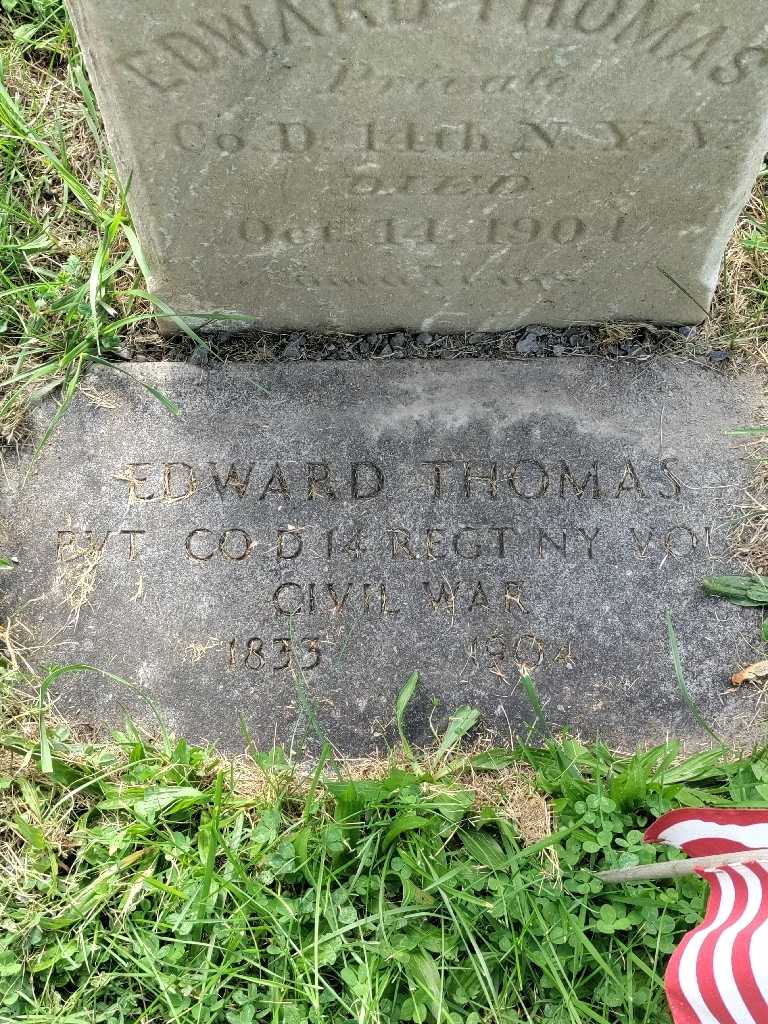 EDWARD THOMAS
Private
Co. D. 14th N.Y.V.
DIED
Oct. 14, 1904
EDWARD THOMAS
PVT CO D 14 REGT NY VOL
CIVIL WAR
1833 1904